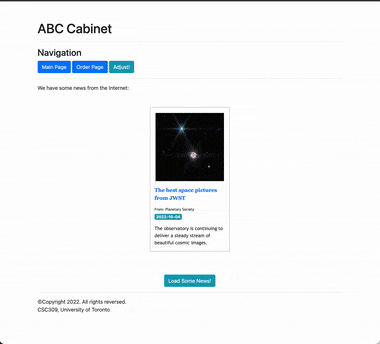 ABC Cabinet
Navigation
Main Page Order Page Adjust!
We have some news from the Internet:
The best space pictures
from JWST
From: Planetary Society
2022-10-04
The observatory is continuing to
deliver a steady stream of
beautiful cosmic images.
Load Some News!
©Copyright 2022. All rights reversed.
CSC309, University of Toronto